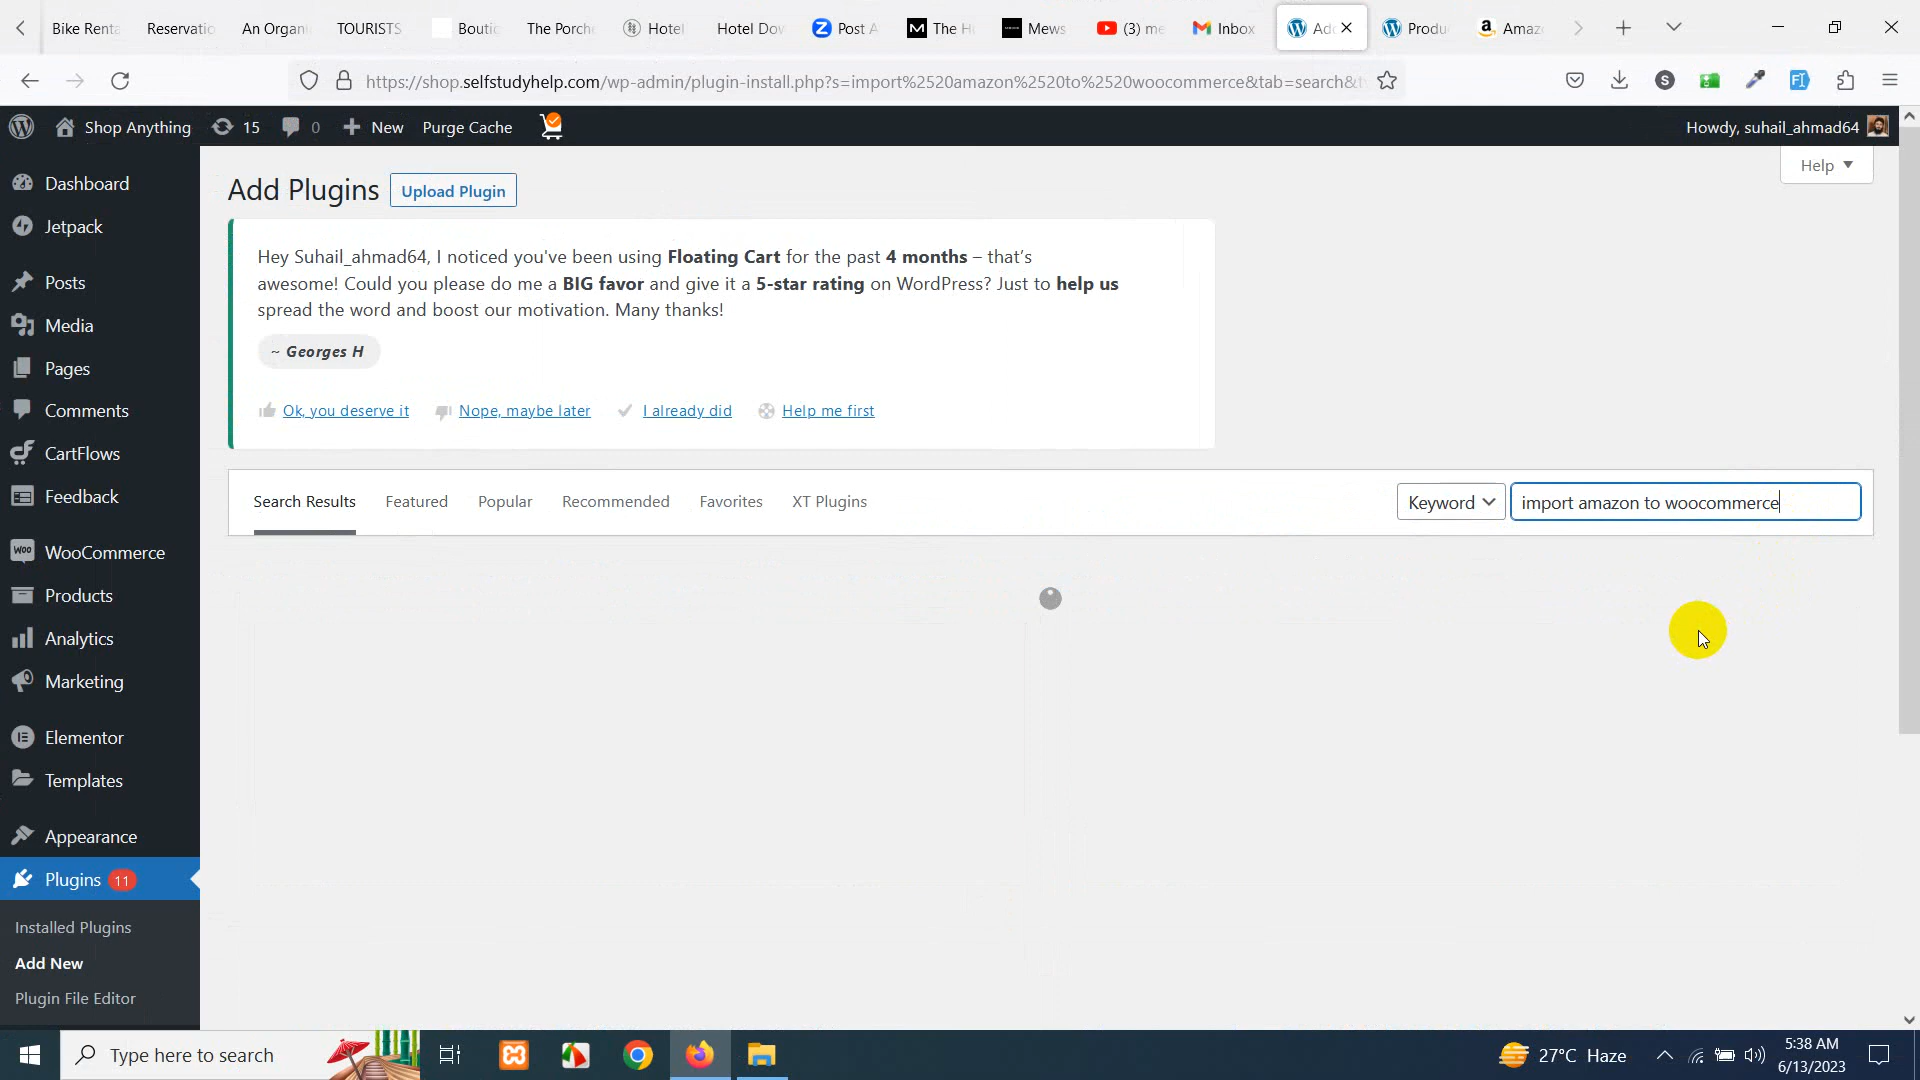 Bike Renta
Reservatio
An Organi
TOURISTS
Boutic
The Porche
Hotel
Hotel Dow
Post A
The H
Mews
(3) me
Inbox
Ad
Produ
Amaz
https://shop.selfstudyhelp.com/wp-admin/plugin-install.php?s=import%2520amazon%2520to%2520woocommerce&tab=search&t
Shop Anything
15
0
New
Purge Cache
Howdy, suhail_ahmad64
Help
Dashboard
Jetpack
Posts
Media
Pages
Comments
CartFlows
Feedback
WooCommerce
Products
Analytics
Marketing
Elementor
Templates
Appearance
Plugins 11
Installed Plugins
Add New
Plugin File Editor
Add Plugins
Upload Plugin
Hey Suhail_ahmad64, I noticed you've been using Floating Cart for the past 4 months – that's
awesome! Could you please do me a BIG favor and give it a 5-star rating on WordPress? Just to help us
spread the word and boost our motivation. Many thanks!
~ Georges H
Ok, you deserve it
Nope, maybe later
I already did
Help me first
Search Results
Featured
Popular
Recommended
Favorites
XT Plugins
Keyword
import amazon to woocommerce
Type here to search
27°C Haze
5:38 AM
6/13/2023